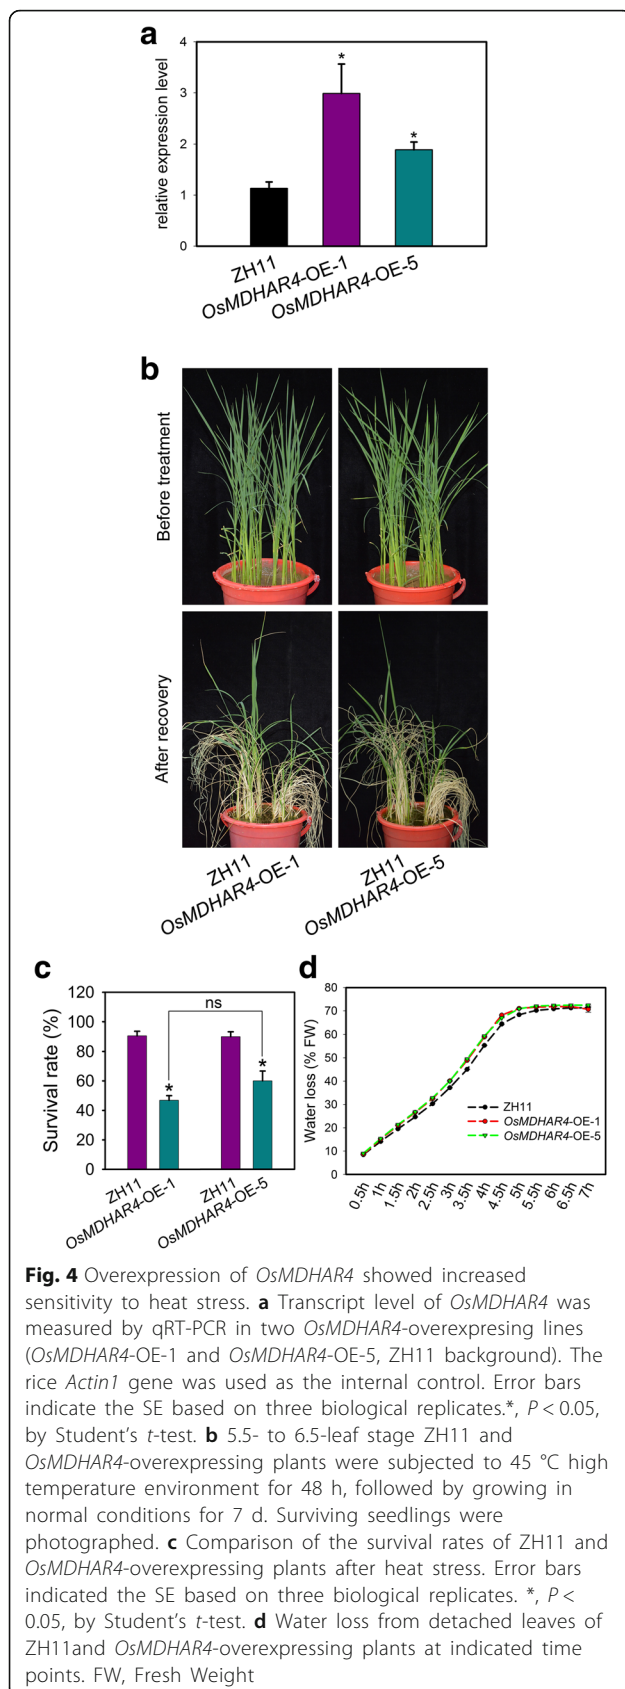 a
relative expression level
4
3
2
1
0
*
*
ZH11
OsMDHAR4-OE-1
OsMDHAR4-OE-5
b
Before treatment
After recovery
ZH11
OsMDHAR4-OE-1
ZH11
OsMDHAR4-OE-5
c
Survival rate (%)
120
100
80
60
40
20
0
ns
*
*
ZH11
OsMDHAR4-OE-1
ZH11
OsMDHAR4-OE-5
d
Water loss (% FW)
80
70
60
50
40
30
20
10
0
ZH11
OsMDHAR4-OE-1
OsMDHAR4-OE-5
0.5h
1h
1.5h
2h
2.5h
3h
3.5h
4h
4.5h
5h
5.5h
6h
6.5h
7h
Fig. 4 Overexpression of OsMDHAR4 showed increased
sensitivity to heat stress. a Transcript level of OsMDHAR4 was
measured by qRT-PCR in two OsMDHAR4-overexpresing lines
(OsMDHAR4-OE-1 and OsMDHAR4-OE-5, ZH11 background). The
rice Actin1 gene was used as the internal control. Error bars
indicate the SE based on three biological replicates.*, P < 0.05,
by Student's t-test. b 5.5- to 6.5-leaf stage ZH11 and
OsMDHAR4-overexpressing plants were subjected to 45 °C high
temperature environment for 48 h, followed by growing in
normal conditions for 7 d. Surviving seedlings were
photographed. c Comparison of the survival rates of ZH11 and
OsMDHAR4-overexpressing plants after heat stress. Error bars
indicated the SE based on three biological replicates. *, P <
0.05, by Student's t-test. d Water loss from detached leaves of
ZH11and OsMDHAR4-overexpressing plants at indicated time
points. FW, Fresh Weight